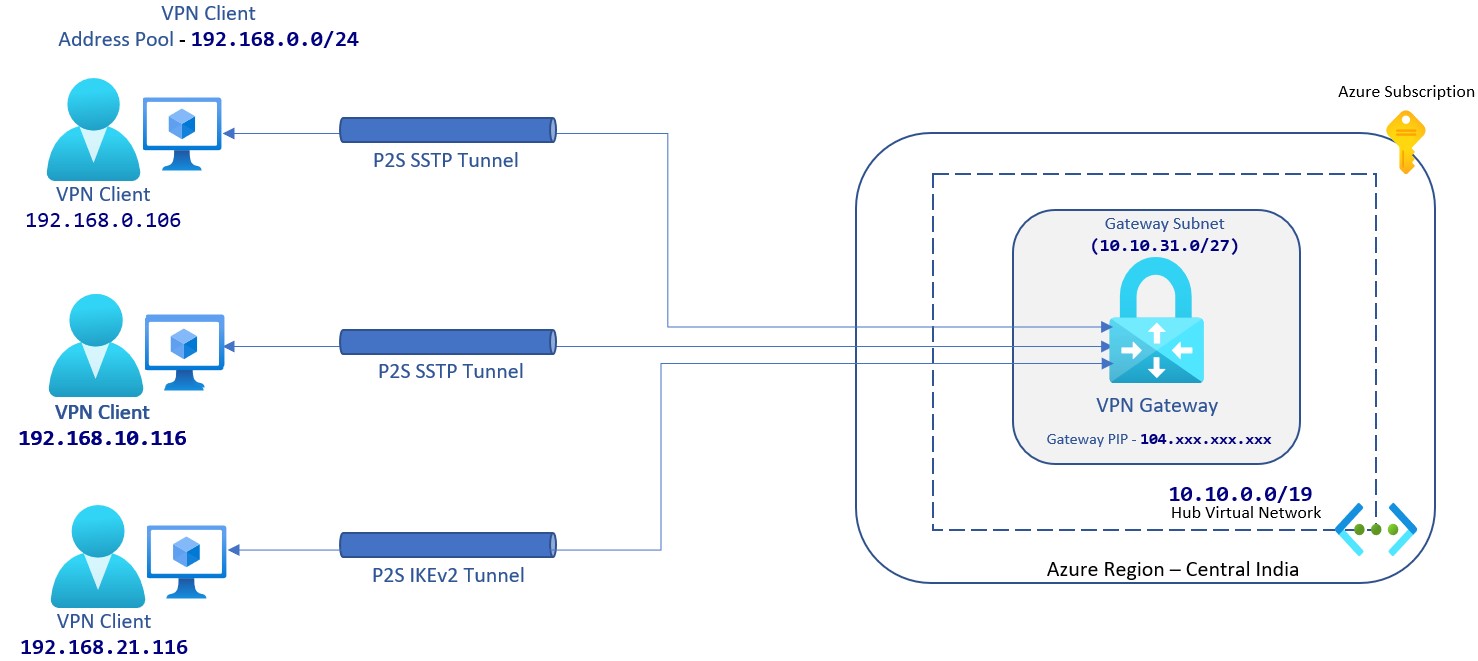 VPN Client
Address Pool - 192.168.0.0/24
Azure Subscription
P2S SSTP Tunnel
VPN Client
192.168.0.106
Gateway Subnet
(10.10.31.0/27)
P2S SSTP Tunnel
VPN Client
192.168.10.116
VPN Gateway
Gateway PIP - 104.xxx.xxx.xxx
10.10.0.0/19
Hub Virtual Network
Azure Region – Central India
P2S IKEv2 Tunnel
VPN Client
192.168.21.116